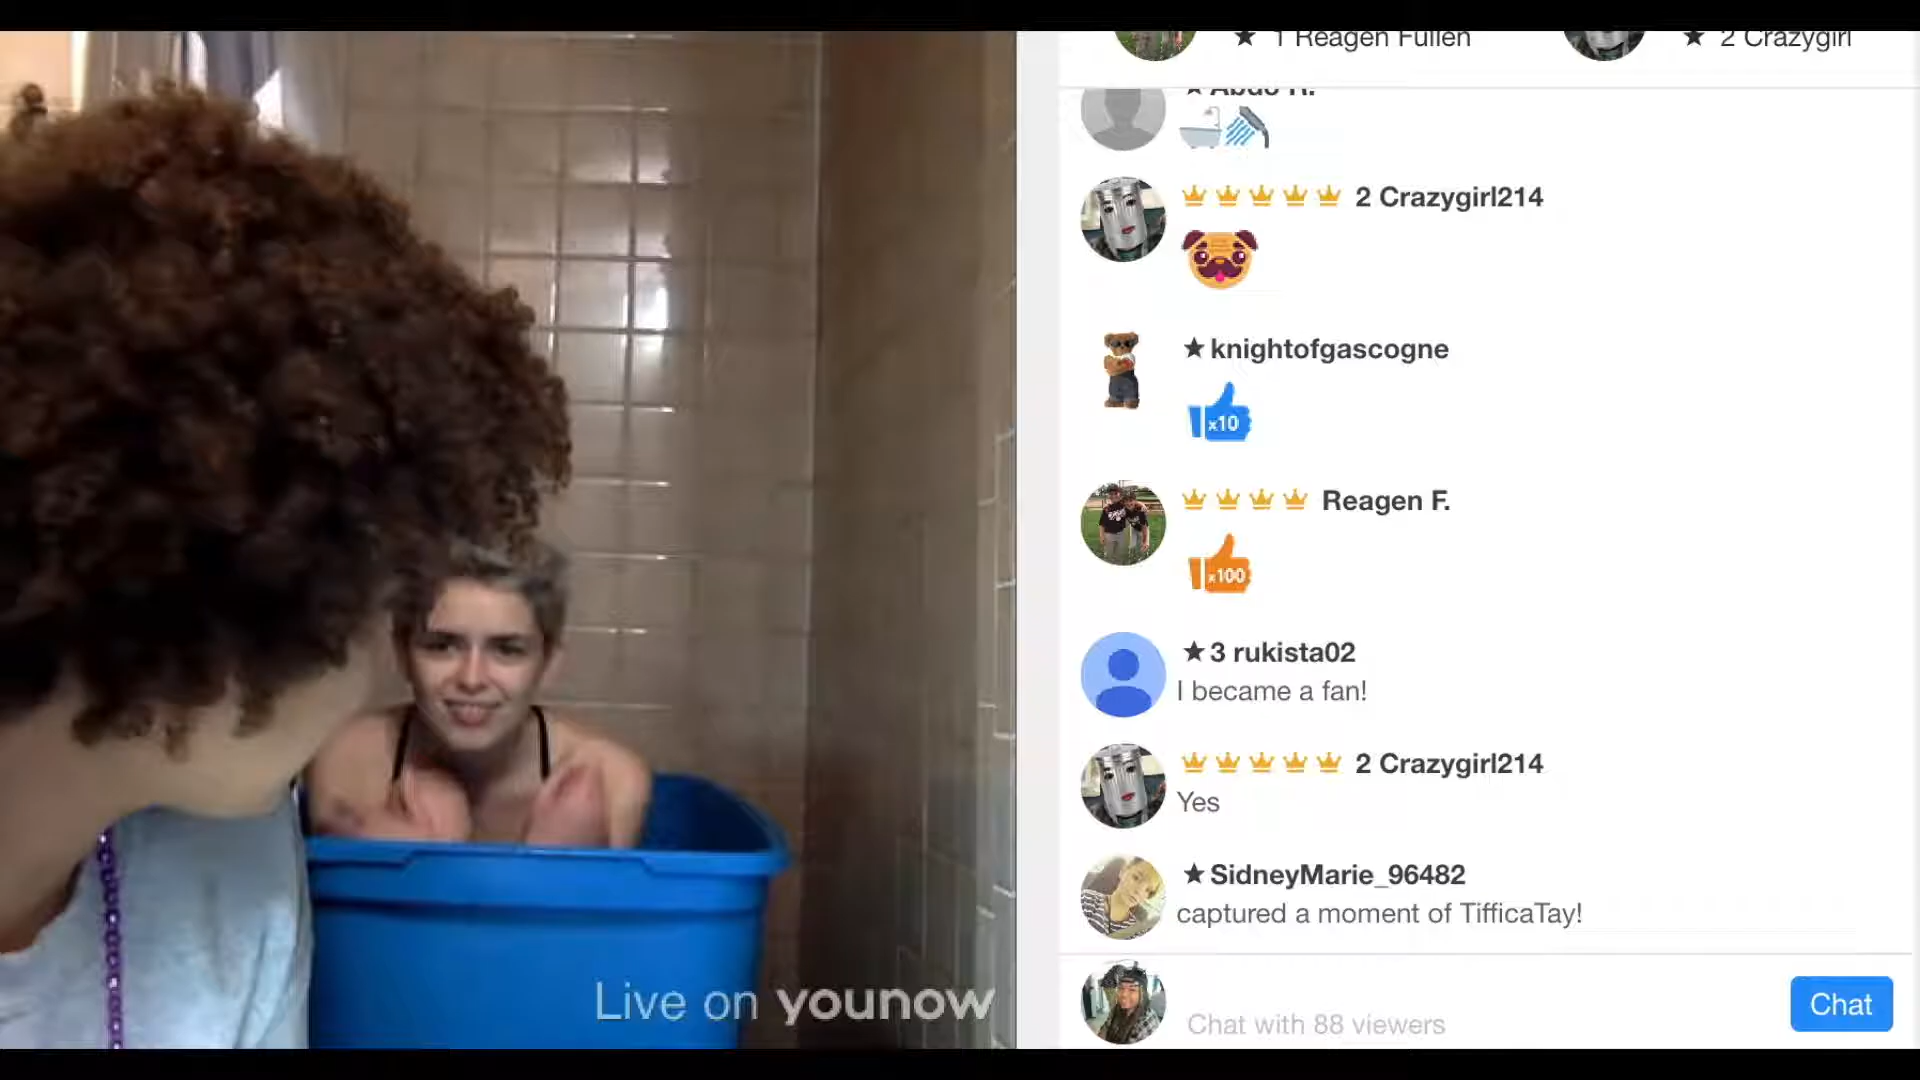 ★ 1 Reagen Fullen
★ 2 Crazygirl
★ Abdo R.
2 Crazygirl214
★ knightofgascogne
x10
Reagen F.
x100
★ 3 rukista02
I became a fan!
2 Crazygirl214
Yes
★ SidneyMarie_96482
captured a moment of TifficaTay!
Chat with 88 viewers
Chat
Live on younow